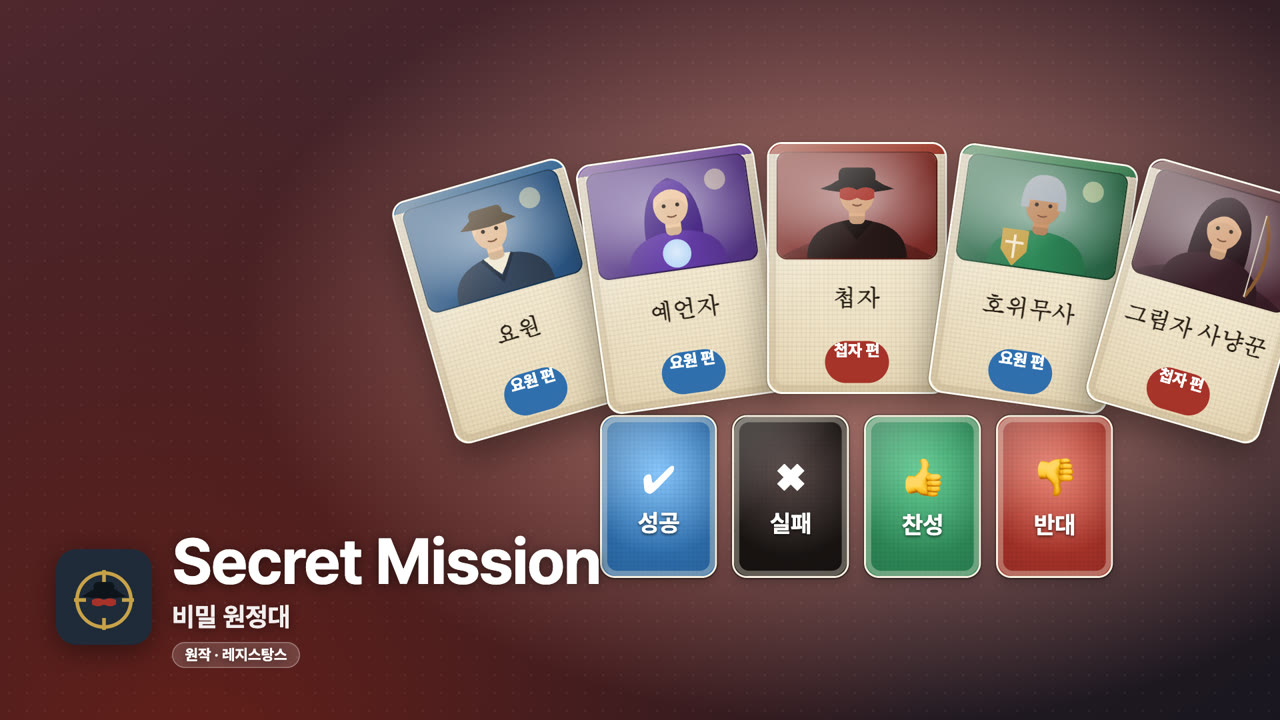 요원
요원 편
예언자
요원 편
첩자
첩자 편
호위무사
요원 편
그림자 사냥꾼
첩자 편
성공
실패
찬성
반대
Secret Mission
비밀 원정대
원작 · 레지스탕스